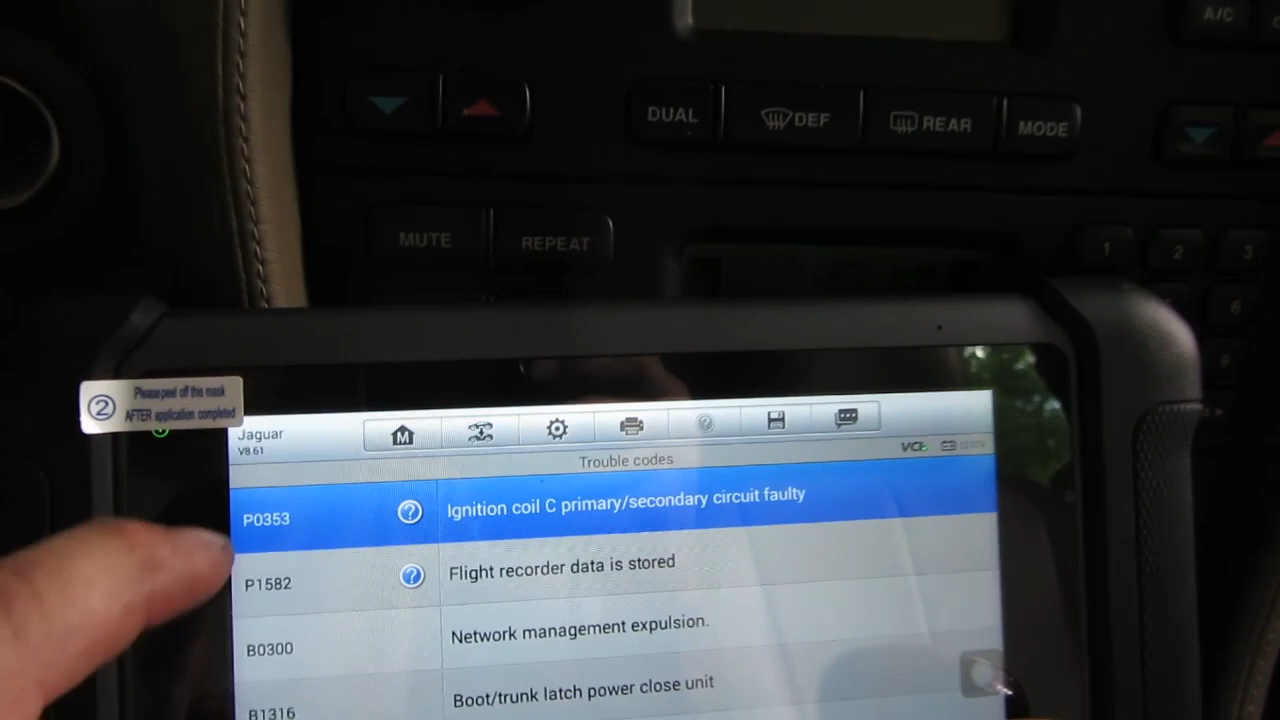 A/C
DUAL
DEF
REAR
MODE
MUTE
REPEAT
1
2
3
6
② Please peel off this mask
AFTER application completed
Jaguar
V8.61
M
VCI
Trouble codes
P0353 ? Ignition coil C primary/secondary circuit faulty
P1582 ? Flight recorder data is stored
B0300 Network management expulsion.
B1316 Boot/trunk latch power close unit